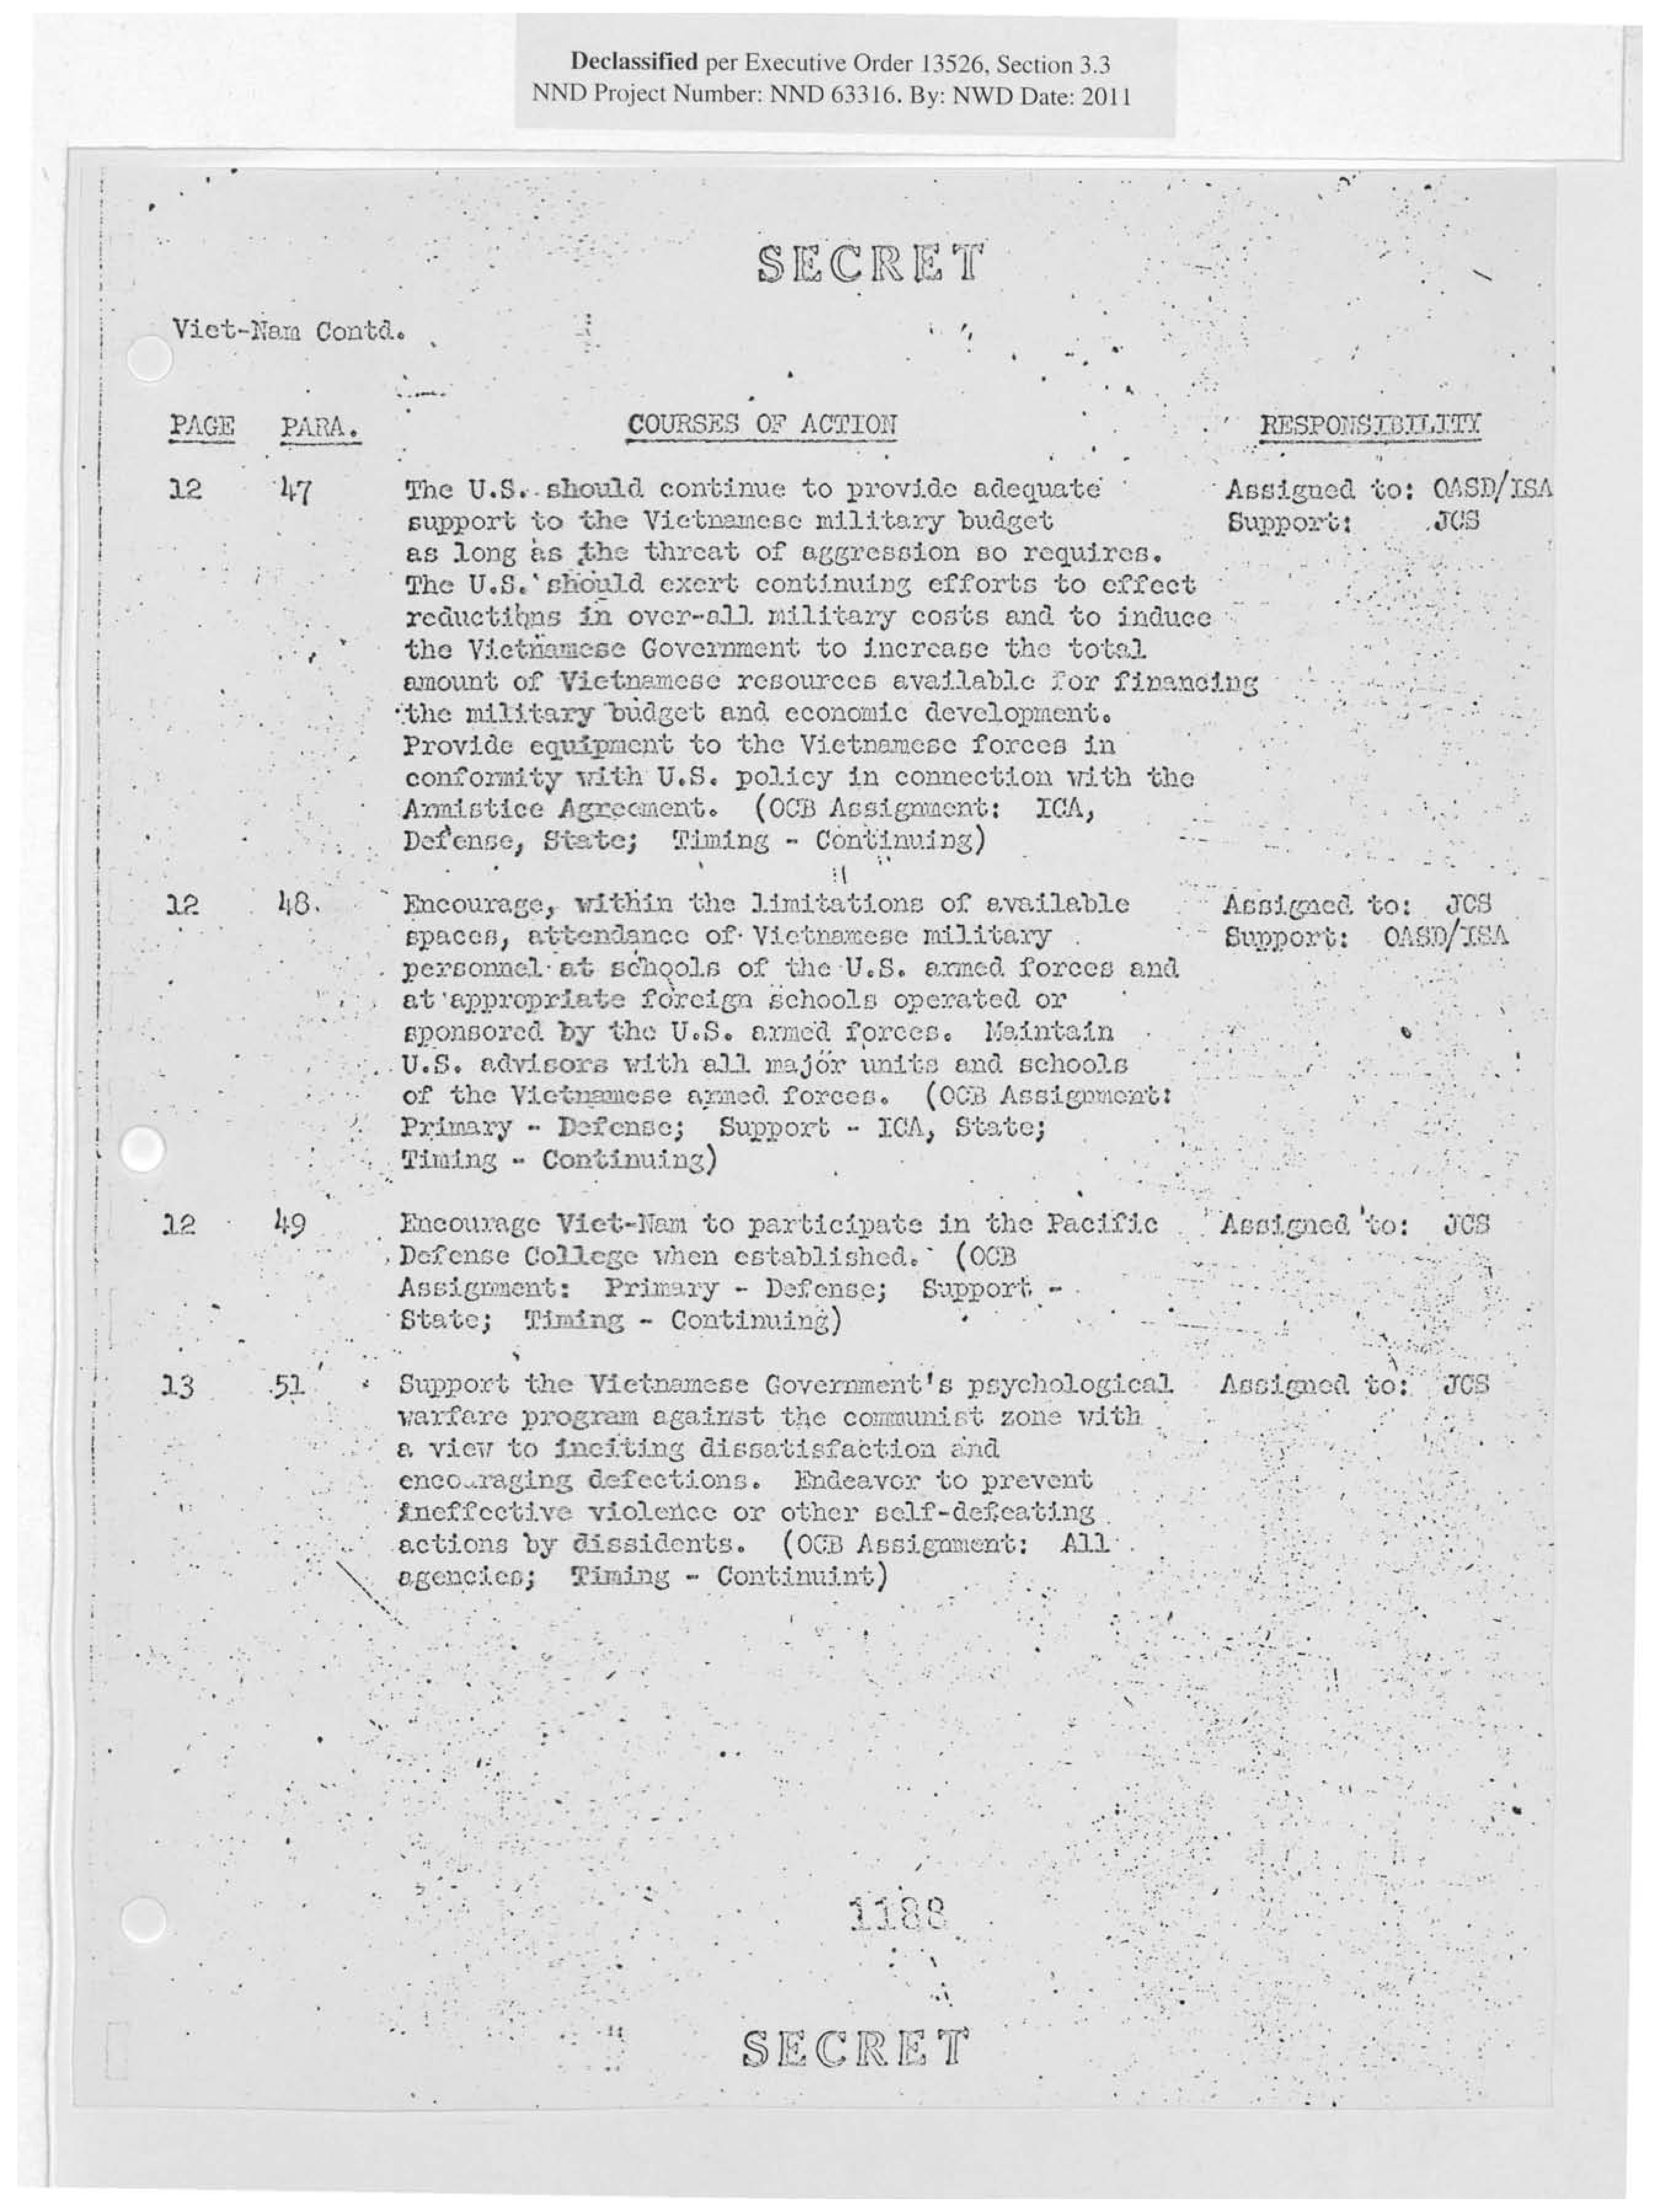 Declassified per Executive Order 13526, Section 3.3
NND Project Number: NND 63316. By: NWD Date: 2011
SECRET
Viet-Nam Contd.
PAGE PARA. COURSES OF ACTION RESPONSIBILITY
12 47 The U.S. should continue to provide adequate Assigned to: OASD/ISA
support to the Vietnamese military budget Support: JCS
as long as the threat of aggression so requires.
The U.S. should exert continuing efforts to effect
reductions in over-all military costs and to induce
the Vietnamese Government to increase the total
amount of Vietnamese resources available for financing
the military budget and economic development.
Provide equipment to the Vietnamese forces in
conformity with U.S. policy in connection with the
Armistice Agreement. (OCB Assignment: ICA,
Defense, State; Timing - Continuing)
12 48. Encourage, within the limitations of available Assigned to: JCS
spaces, attendance of Vietnamese military Support: OASD/ISA
personnel at schools of the U.S. armed forces and
at appropriate foreign schools operated or
sponsored by the U.S. armed forces. Maintain
U.S. advisors with all major units and schools
of the Vietnamese armed forces. (OCB Assignment:
Primary - Defense; Support - ICA, State;
Timing - Continuing)
12 49 Encourage Viet-Nam to participate in the Pacific Assigned to: JCS
Defense College when established. (OCB
Assignment: Primary - Defense; Support -
State; Timing - Continuing)
13 51 Support the Vietnamese Government's psychological Assigned to: JCS
warfare program against the communist zone with
a view to inciting dissatisfaction and
encouraging defections. Endeavor to prevent
ineffective violence or other self-defeating
actions by dissidents. (OCB Assignment: All
agencies; Timing - Continuint)
1188
SECRET